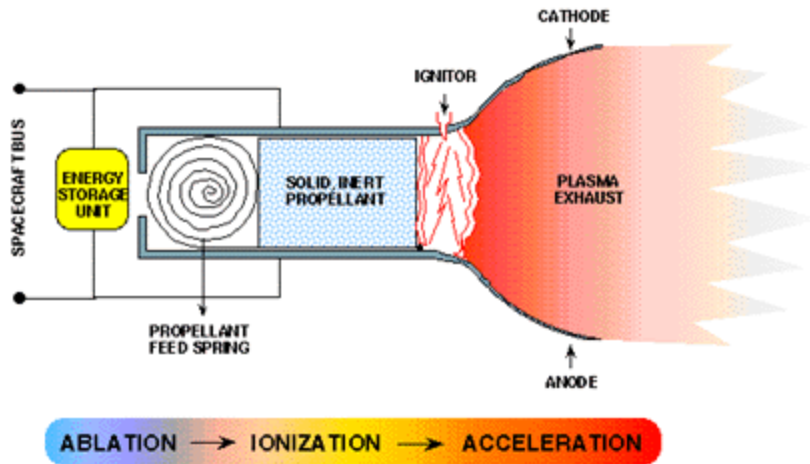 CATHODE
IGNITOR
SPACECRAFT BUS
ENERGY
STORAGE
UNIT
SOLID, INERT
PROPELLANT
PLASMA
EXHAUST
PROPELLANT
FEED SPRING
ANODE
ABLATION → IONIZATION → ACCELERATION